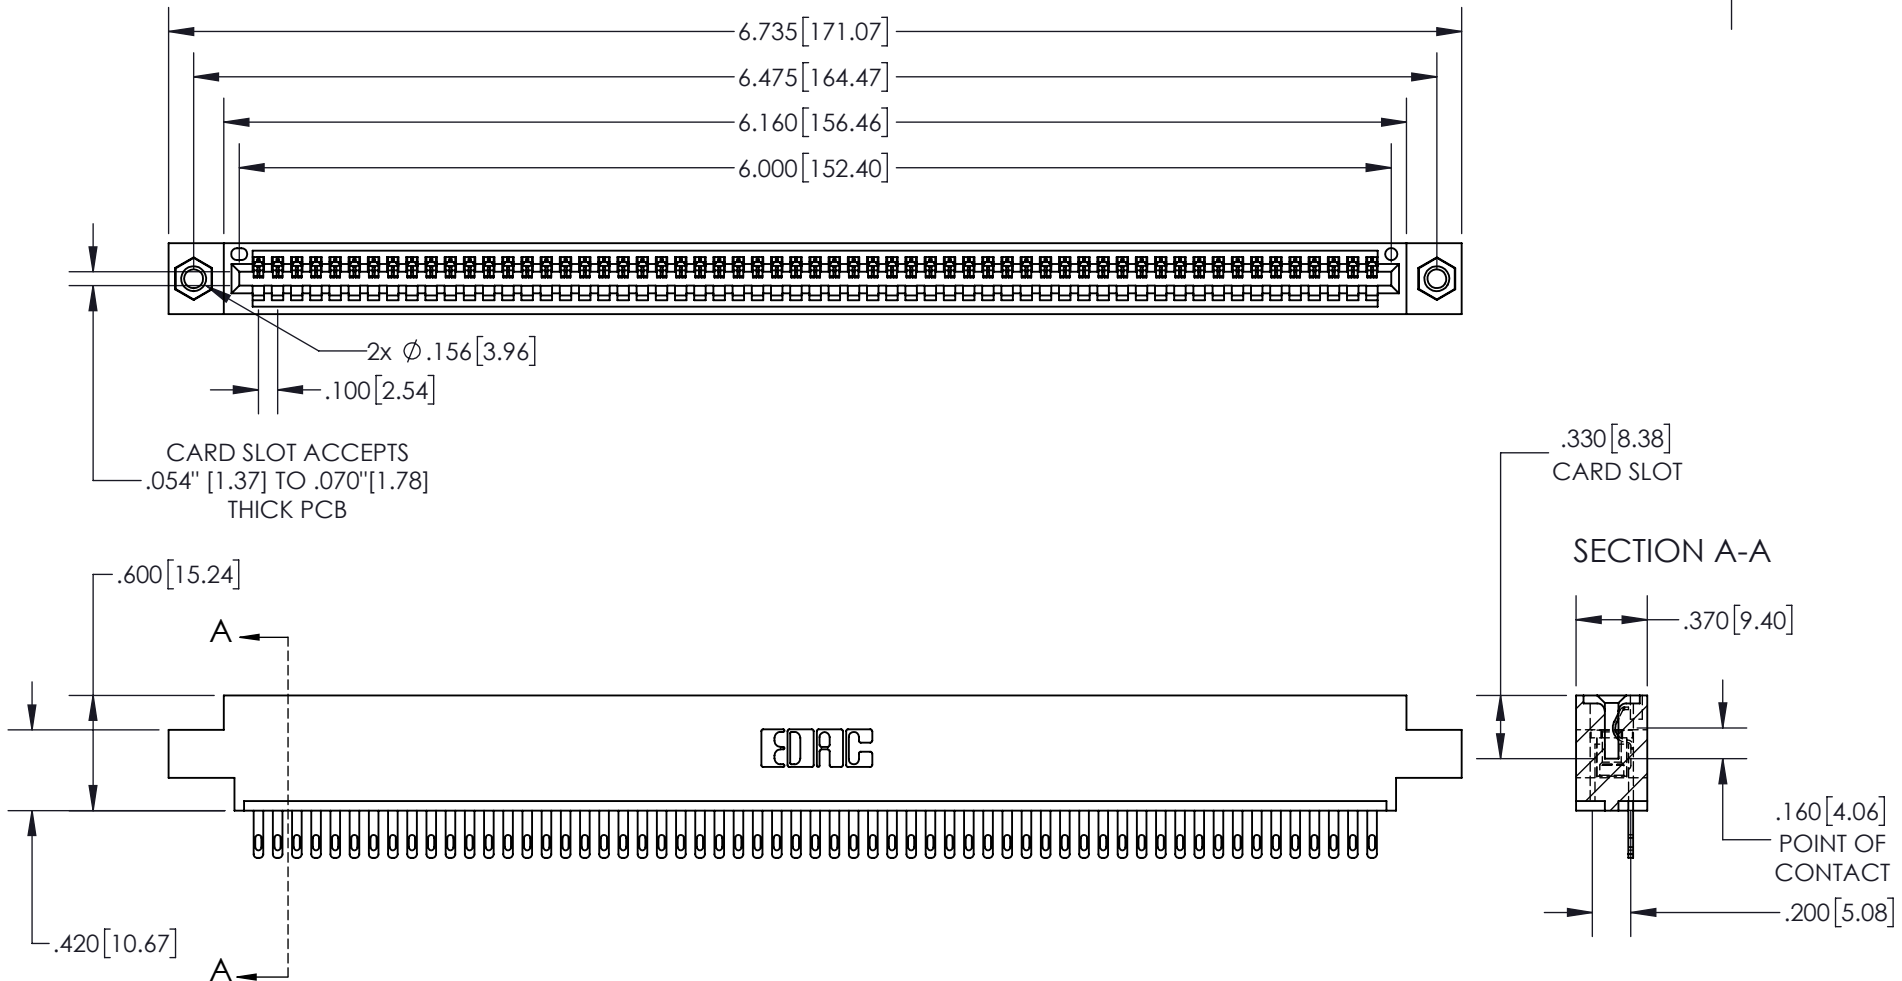 6.735[171.07]
6.475[164.47]
6.160[156.46]
6.000[152.40]
2x Ø.156[3.96]
.100[2.54]
CARD SLOT ACCEPTS
.054" [1.37] TO .070"[1.78]
THICK PCB
.330[8.38]
CARD SLOT
SECTION A-A
.600[15.24]
.370[9.40]
A
EDAC
.160[4.06]
POINT OF
CONTACT
.200[5.08]
.420[10.67]
A